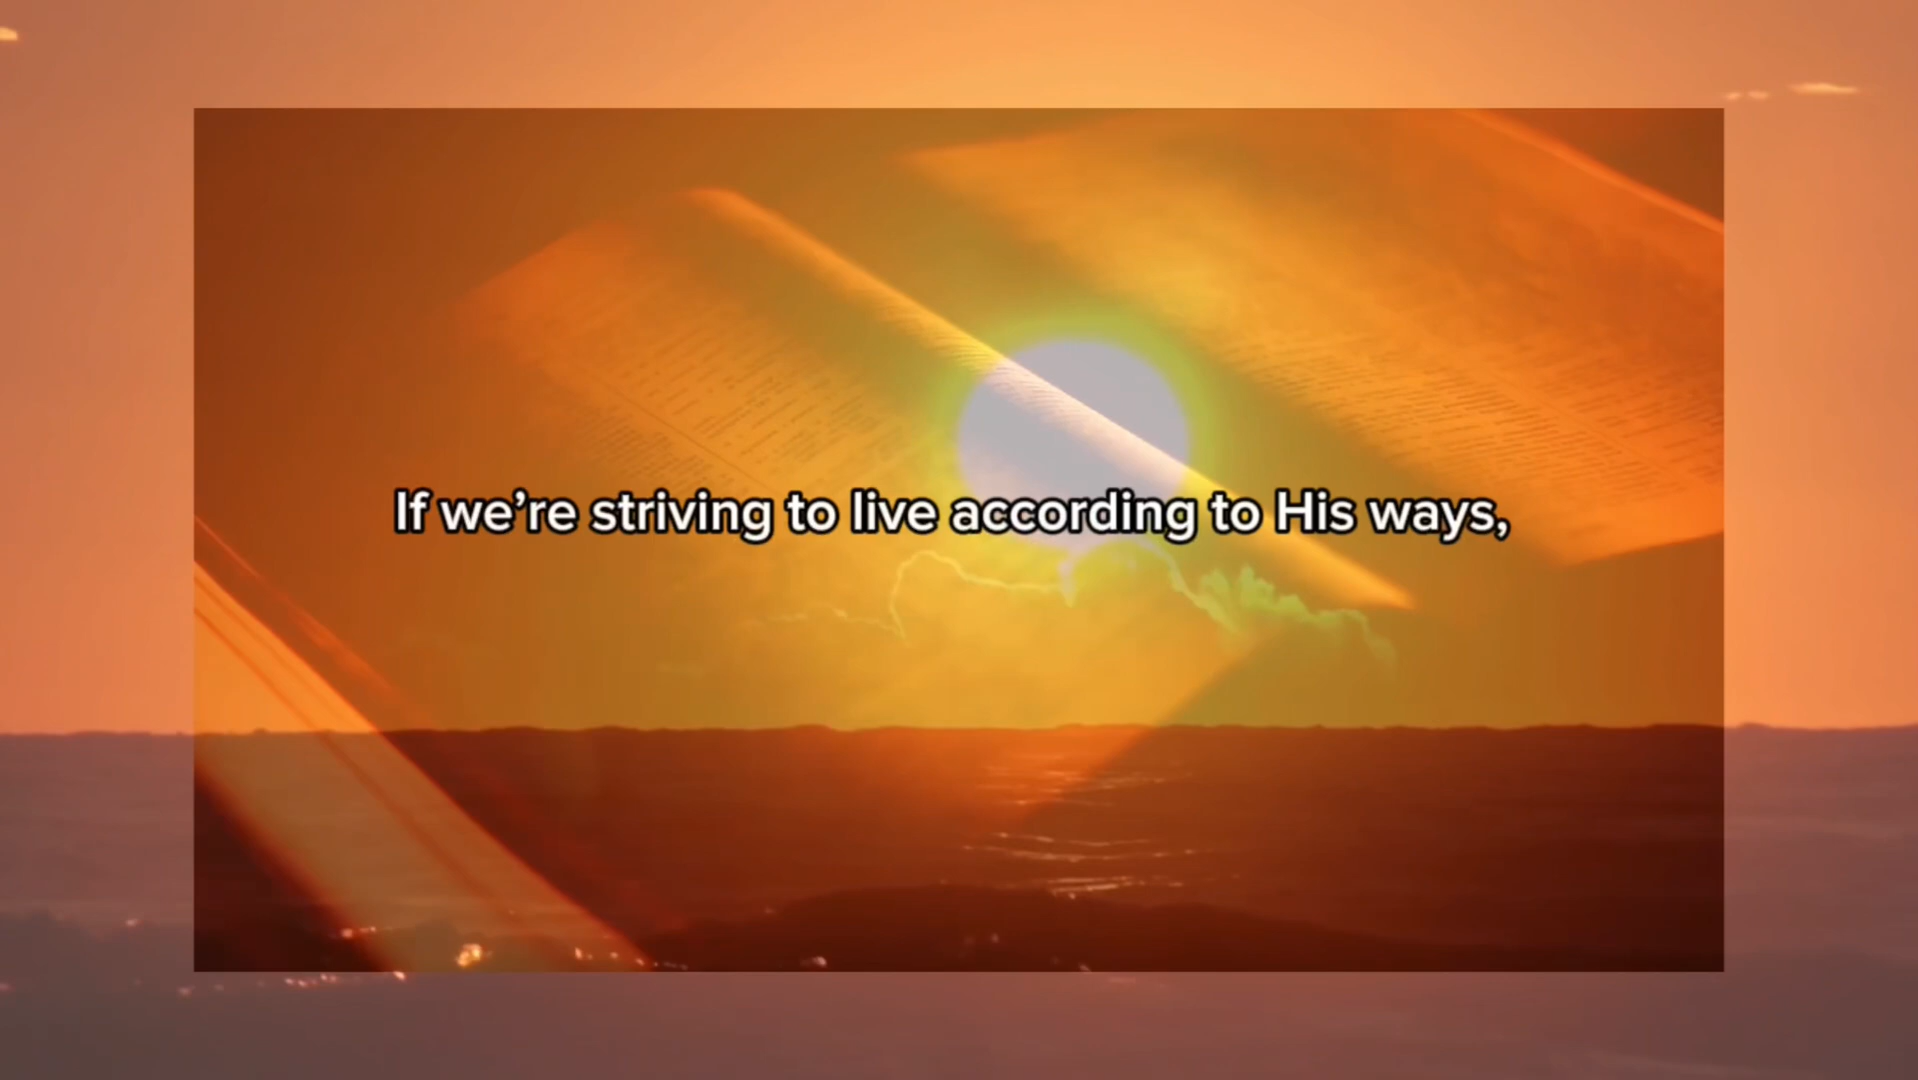 If we’re striving to live according to His ways,